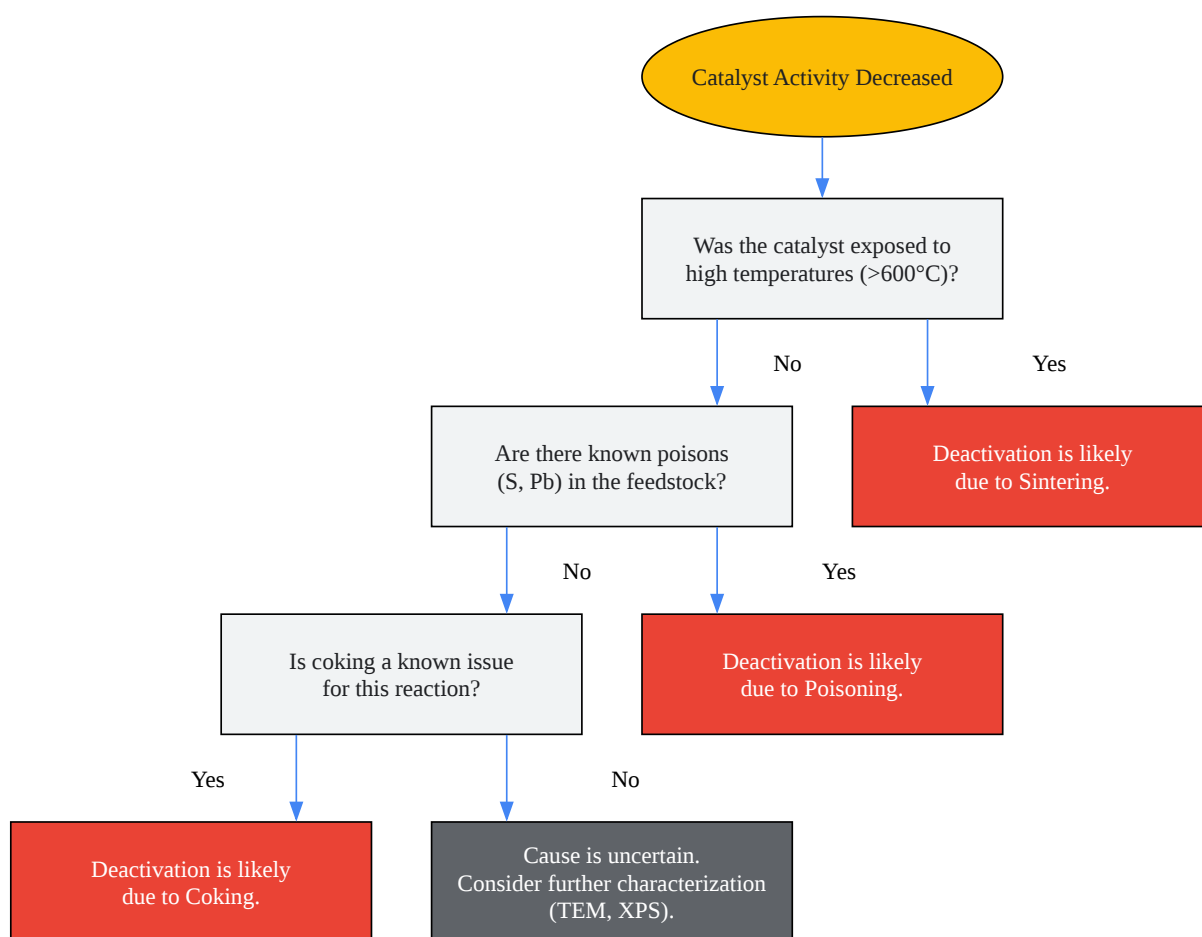 Catalyst Activity Decreased
Was the catalyst exposed to
high temperatures (>600°C)?
No
Yes
Are there known poisons
(S, Pb) in the feedstock?
Deactivation is likely
due to Sintering.
No
Yes
Is coking a known issue
for this reaction?
Deactivation is likely
due to Poisoning.
Yes
No
Deactivation is likely
due to Coking.
Cause is uncertain.
Consider further characterization
(TEM, XPS).